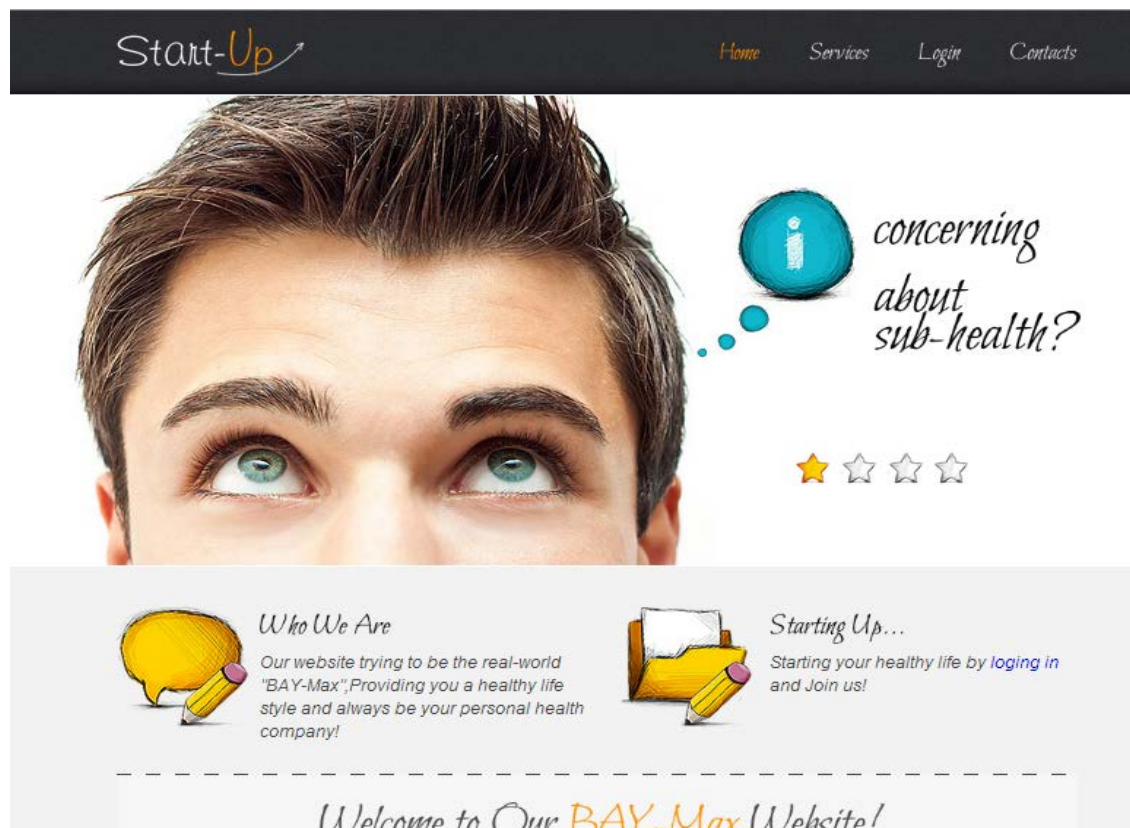 Start-Up
Home Services Login Contacts
i
concerning
about
sub-health?
Who We Are
Our website trying to be the real-world
"BAY-Max",Providing you a healthy life
style and always be your personal health
company!
Starting Up...
Starting your healthy life by loging in
and Join us!
Welcome to Our BAY-Max Website!